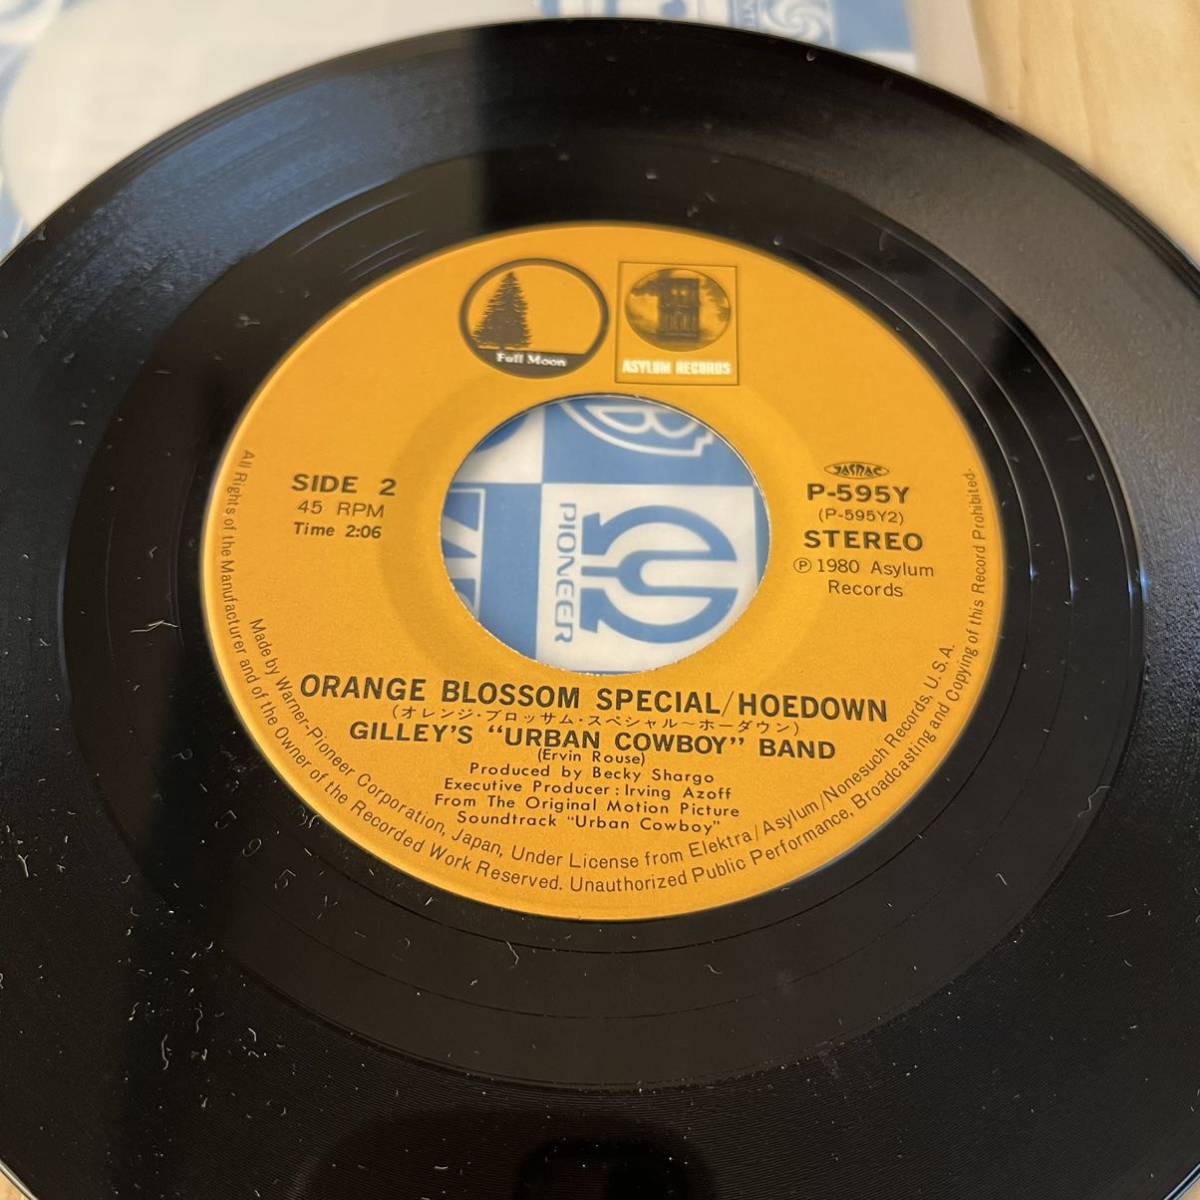 Full Moon
ASYLUM RECORDS
SIDE 2
45 RPM
Time 2:06
JASRAC
P-595Y
(P-595Y2)
STEREO
Ⓟ 1980 Asylum
Records
PIONEER
ORANGE BLOSSOM SPECIAL/HOEDOWN
(オレンジ・ブロッサム・スペシャル〜ホーダウン)
GILLEY'S “URBAN COWBOY” BAND
(Ervin Rouse)
Produced by Becky Shargo
Executive Producer : Irving Azoff
From The Original Motion Picture
Soundtrack “Urban Cowboy”
Made by Warner-Pioneer Corporation, Japan, Under License from Elektra/Asylum/Nonesuch Records, U.S.A.
All Rights of the Manufacturer and of the Owner of the Recorded Work Reserved. Unauthorized Public Performance, Broadcasting and Copying of this Record Prohibited.